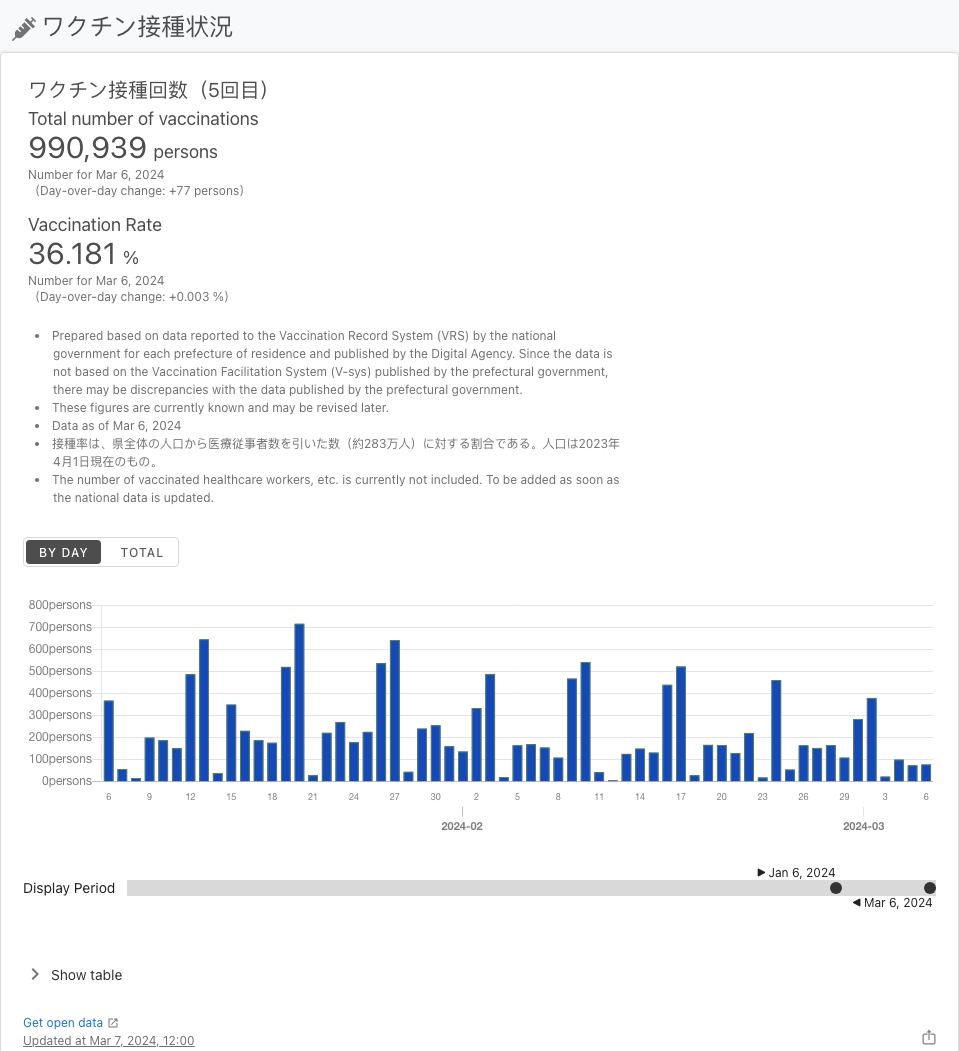 ワクチン接種状況
ワクチン接種回数（5回目）
Total number of vaccinations
990,939 persons
Number for Mar 6, 2024
（Day-over-day change: +77 persons）
Vaccination Rate
36.181 %
Number for Mar 6, 2024
（Day-over-day change: +0.003 %）
• Prepared based on data reported to the Vaccination Record System (VRS) by the national
government for each prefecture of residence and published by the Digital Agency. Since the data is
not based on the Vaccination Facilitation System (V-sys) published by the prefectural government,
there may be discrepancies with the data published by the prefectural government.
• These figures are currently known and may be revised later.
• Data as of Mar 6, 2024
• 接種率は、県全体の人口から医療従事者数を引いた数（約283万人）に対する割合である。人口は2023年
4月1日現在のもの。
• The number of vaccinated healthcare workers, etc. is currently not included. To be added as soon as
the national data is updated.
BY DAY TOTAL
800persons
700persons
600persons
500persons
400persons
300persons
200persons
100persons
0persons
6 9 12 15 18 21 24 27 30 2 5 8 11 14 17 20 23 26 29 3 6
2024-02 2024-03
Jan 6, 2024
Display Period
Mar 6, 2024
Show table
Get open data
Updated at Mar 7, 2024, 12:00